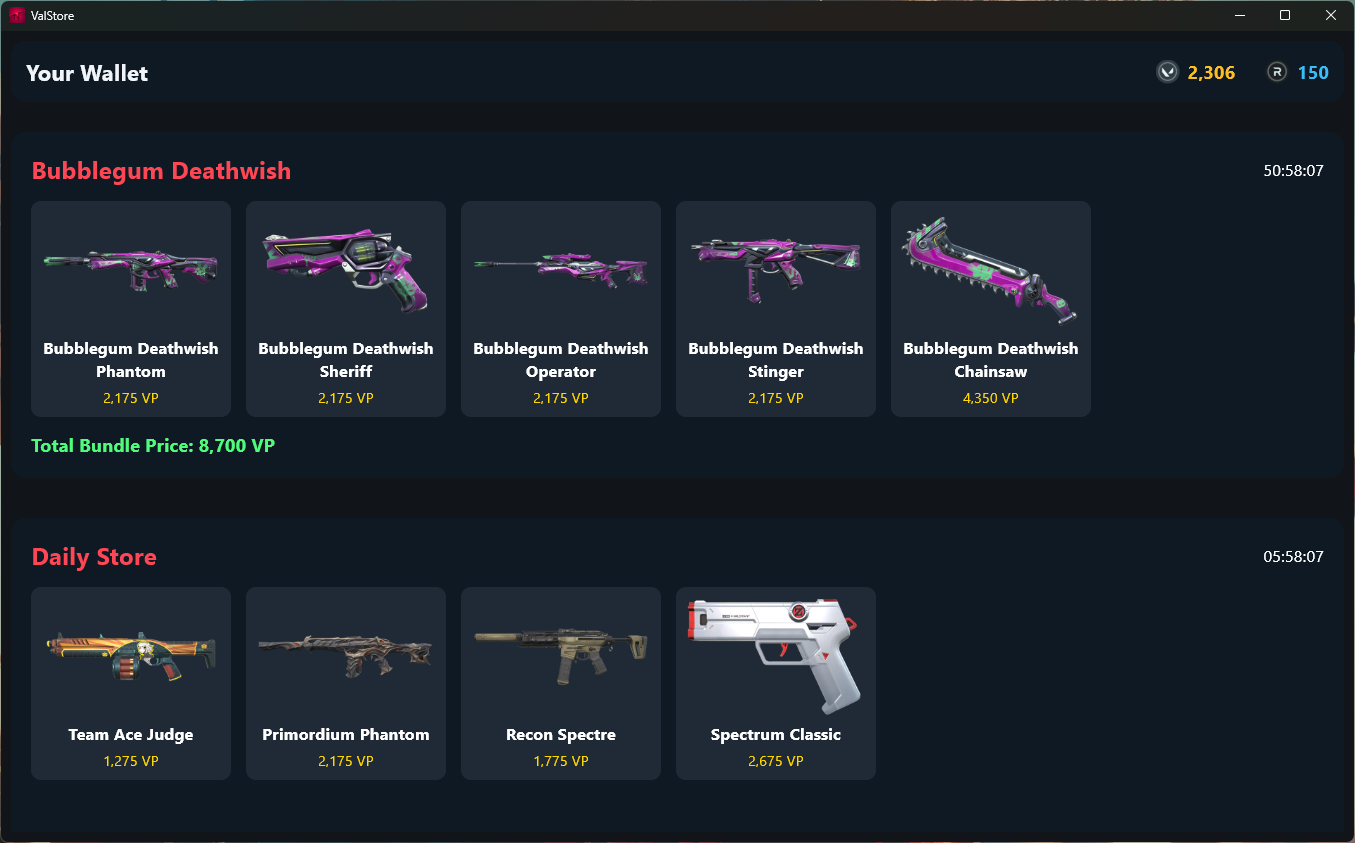 ValStore
Your Wallet
2,306
R 150
Bubblegum Deathwish
50:58:07
Bubblegum Deathwish
Phantom
2,175 VP
Bubblegum Deathwish
Sheriff
2,175 VP
Bubblegum Deathwish
Operator
2,175 VP
Bubblegum Deathwish
Stinger
2,175 VP
Bubblegum Deathwish
Chainsaw
4,350 VP
Total Bundle Price: 8,700 VP
Daily Store
05:58:07
Team Ace Judge
1,275 VP
Primordium Phantom
2,175 VP
Recon Spectre
1,775 VP
Spectrum Classic
2,675 VP